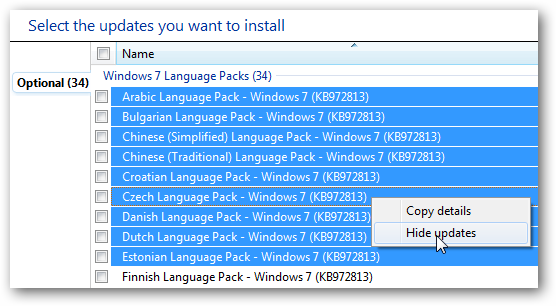 Select the updates you want to install
Name
Optional (34)
Windows 7 Language Packs (34)
Arabic Language Pack - Windows 7 (KB972813)
Bulgarian Language Pack - Windows 7 (KB972813)
Chinese (Simplified) Language Pack - Windows 7 (KB972813)
Chinese (Traditional) Language Pack - Windows 7 (KB972813)
Croatian Language Pack - Windows 7 (KB972813)
Czech Language Pack - Windows 7 (KB972813)
Danish Language Pack - Windows 7 (KB972813)
Dutch Language Pack - Windows 7 (KB972813)
Estonian Language Pack - Windows 7 (KB972813)
Finnish Language Pack - Windows 7 (KB972813)
Copy details
Hide updates